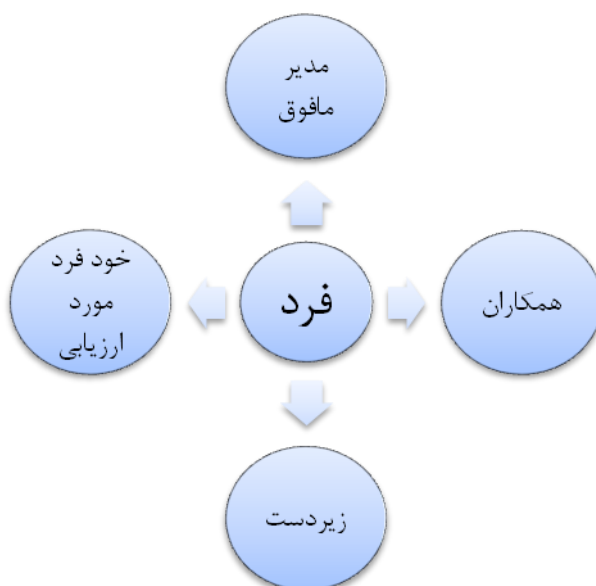 مدیر
مافوق
خود فرد
مورد
ارزیابی
فرد
همکاران
زیردست